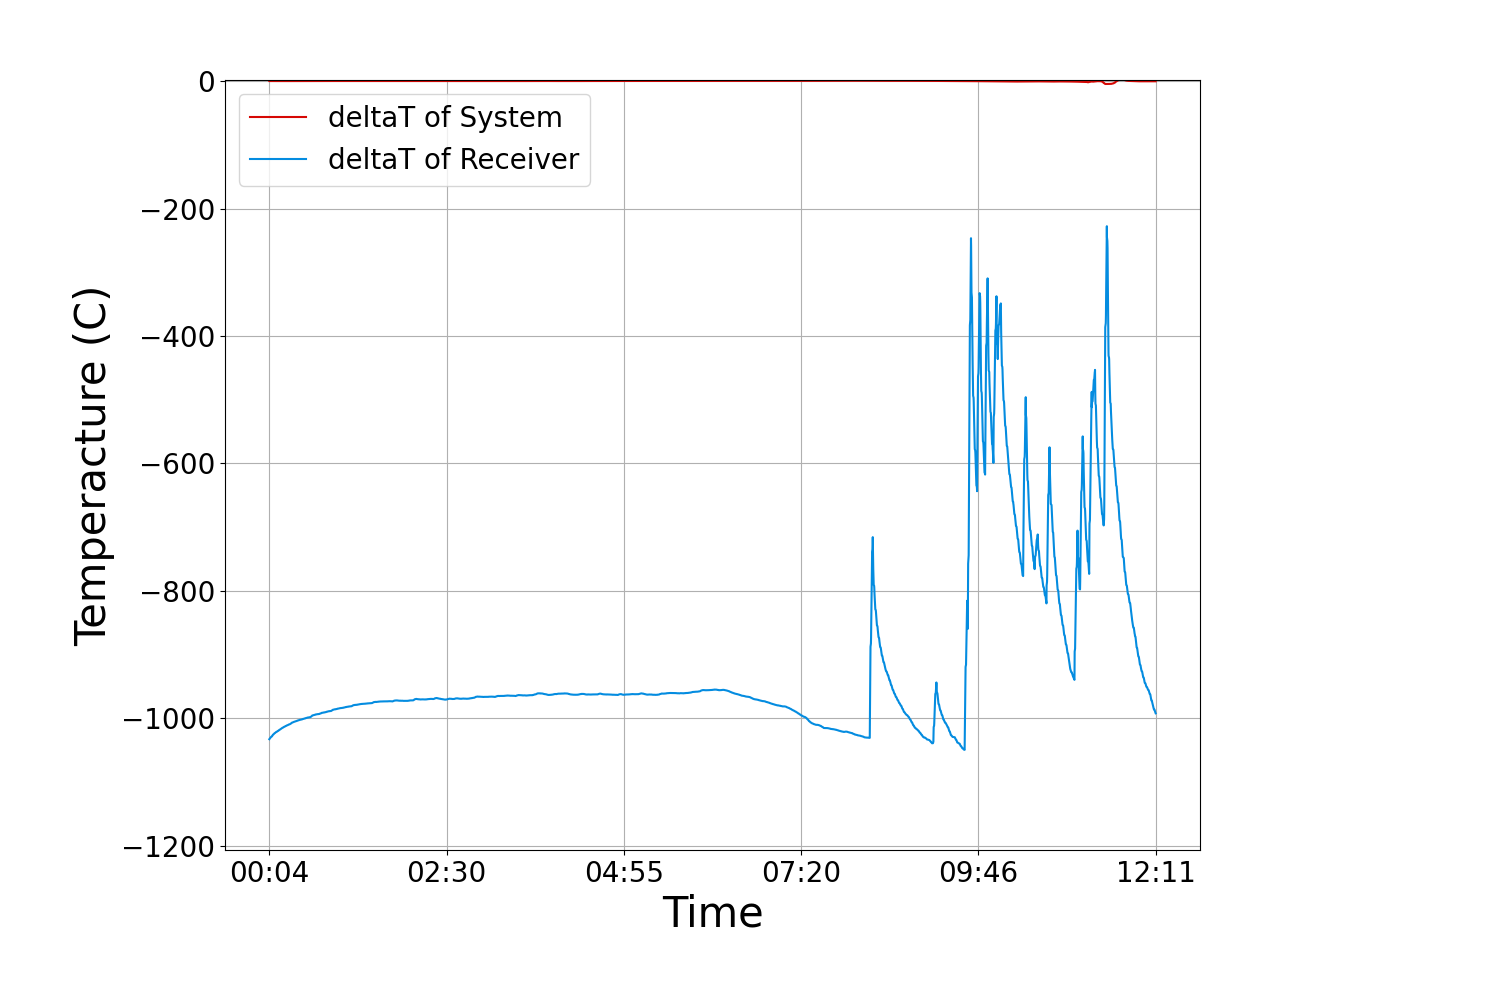 0
−200
−400
−600
−800
−1000
−1200
Temperacture (C)
deltaT of System
deltaT of Receiver
00:04 02:30 04:55 07:20 09:46 12:11
Time